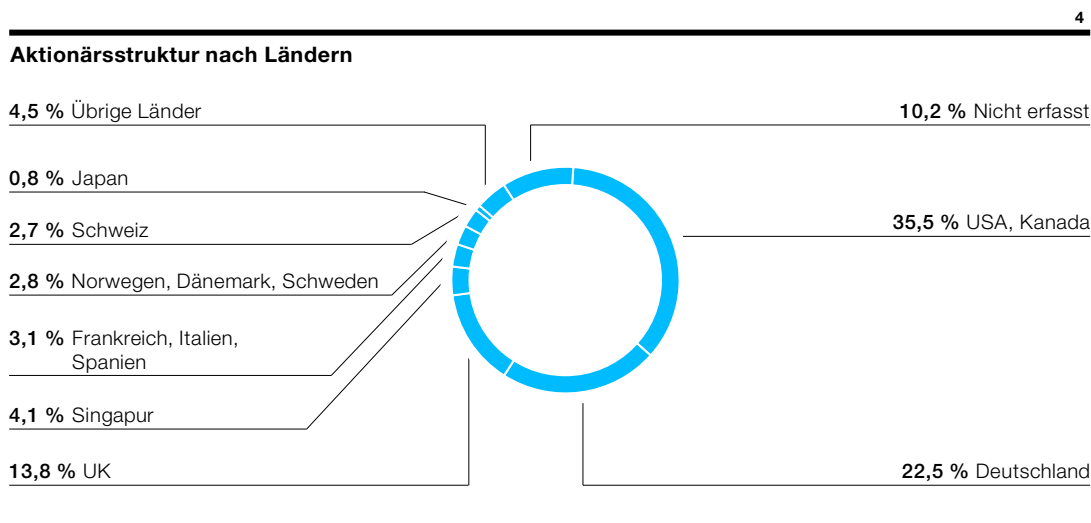 4
Aktionärsstruktur nach Ländern
4,5 % Übrige Länder
10,2 % Nicht erfasst
0,8 % Japan
35,5 % USA, Kanada
2,7 % Schweiz
2,8 % Norwegen, Dänemark, Schweden
3,1 % Frankreich, Italien,
Spanien
4,1 % Singapur
13,8 % UK
22,5 % Deutschland